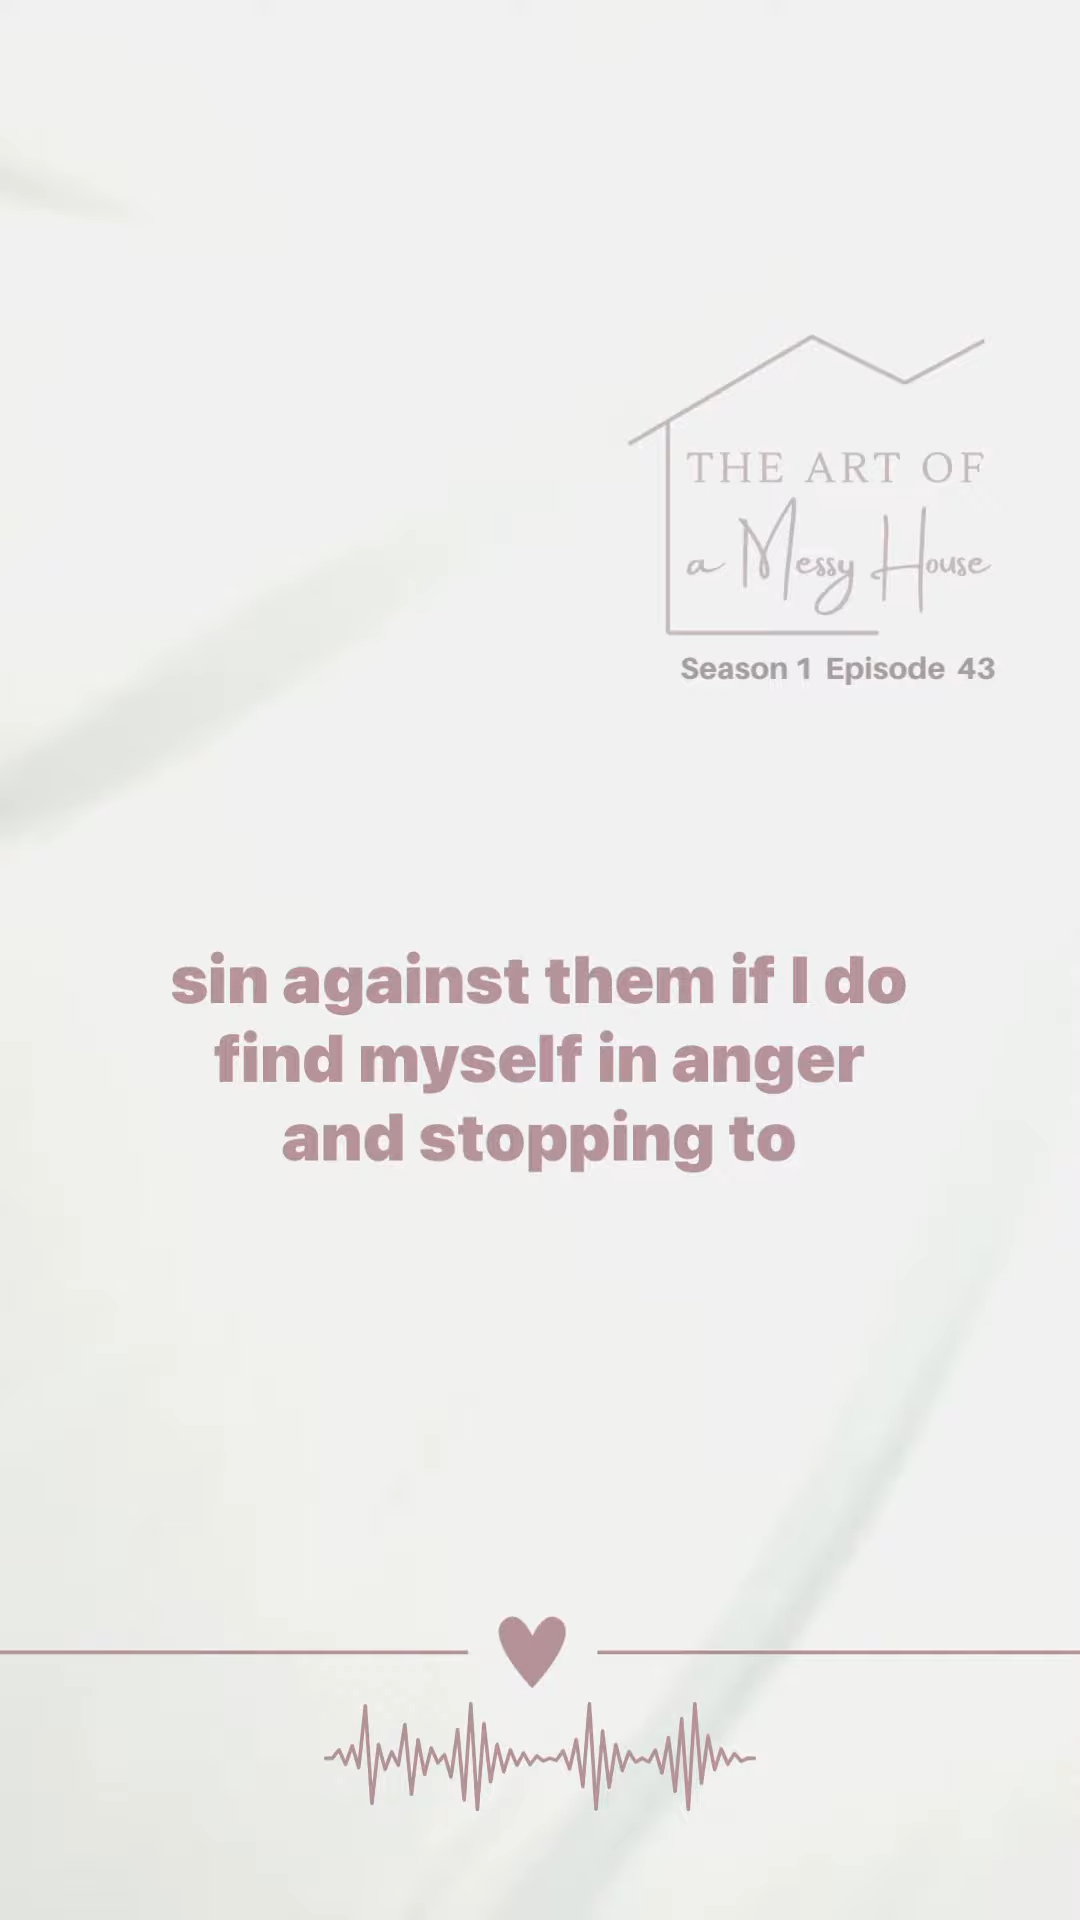 THE ART OF
a Messy House
Season 1 Episode 43
sin against them if I do
find myself in anger
and stopping to